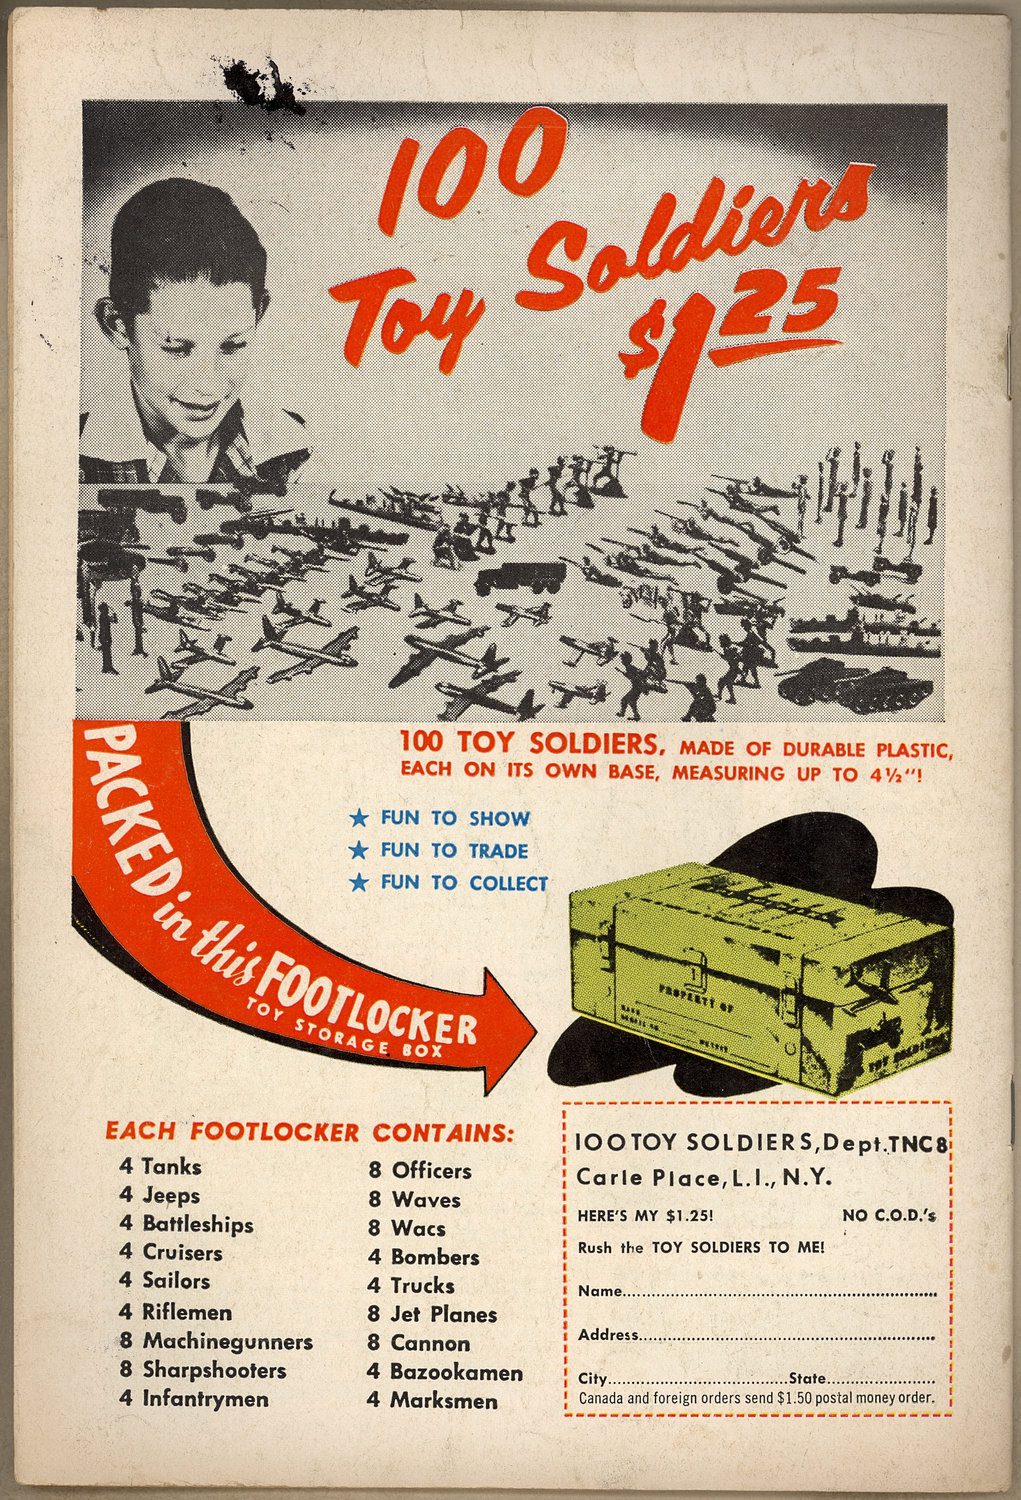 100
Toy Soldiers
$1.25
PACKED in this FOOTLOCKER
TOY STORAGE BOX
100 TOY SOLDIERS, MADE OF DURABLE PLASTIC,
EACH ON ITS OWN BASE, MEASURING UP TO 4½"!
★ FUN TO SHOW
★ FUN TO TRADE
★ FUN TO COLLECT
PROPERTY OF
TOY SOLDIERS
EACH FOOTLOCKER CONTAINS:
4 Tanks
4 Jeeps
4 Battleships
4 Cruisers
4 Sailors
4 Riflemen
8 Machinegunners
8 Sharpshooters
4 Infantrymen
8 Officers
8 Waves
8 Wacs
4 Bombers
4 Trucks
8 Jet Planes
8 Cannon
4 Bazookamen
4 Marksmen
100 TOY SOLDIERS, Dept. TNC8
Carle Place, L.I., N.Y.
HERE'S MY $1.25! NO C.O.D.'s
Rush the TOY SOLDIERS TO ME!
Name
Address
City State
Canada and foreign orders send $1.50 postal money order.